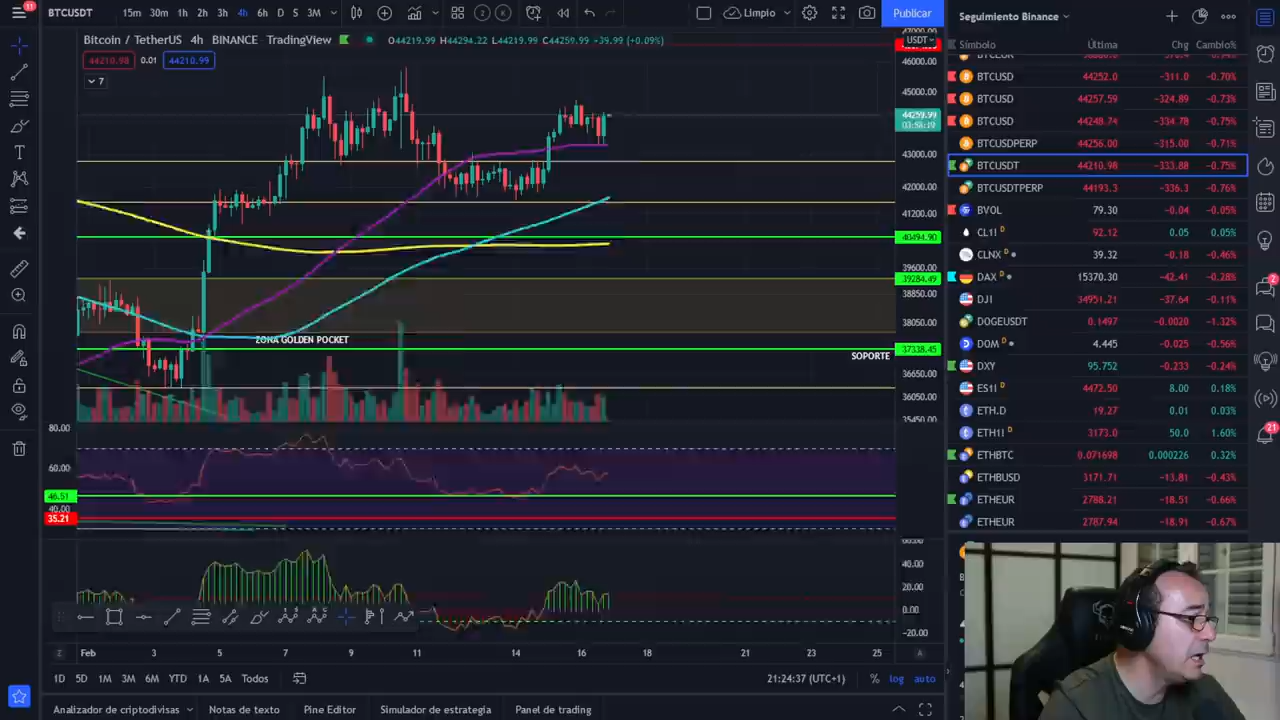 11
BTCUSDT
15m 30m 1h 2h 3h 4h 6h D S 3M
Limpio
Publicar
Seguimiento Binance
Bitcoin / TetherUS 4h BINANCE TradingView O44219.99 H44294.22 L44219.99 C44259.99 +39.99 (+0.09%)
USDT
44210.98 0.01 44210.99
7
46000.00
45000.00
44259.99
03:58:19
43000.00
42000.00
41200.00
40494.90
39600.00
39284.49
38850.00
38050.00
37338.45
36650.00
36050.00
35450.00
ZONA GOLDEN POCKET
SOPORTE
80.00
60.00
46.51
40.00
35.21
60.00
40.00
20.00
0.00
-20.00
Feb 3 5 7 9 11 14 16 18 21 23 25
1D 5D 1M 3M 6M YTD 1A 5A Todos
21:24:37 (UTC+1) % log auto
Analizador de criptodivisas Notas de texto Pine Editor Simulador de estrategia Panel de trading
Símbolo Última Chg Cambio%
BTCUSD 44252.0 −311.0 −0.70%
BTCUSD 44257.59 −324.89 −0.73%
BTCUSD 44248.74 −334.78 −0.75%
BTCUSDPERP 44256.00 −315.00 −0.71%
BTCUSDT 44210.98 −333.88 −0.75%
BTCUSDTPERP 44193.3 −336.3 −0.76%
BVOL 79.30 −0.04 −0.05%
CL1! D 92.12 0.05 0.05%
CLNX 39.32 −0.18 −0.46%
DAX 15370.30 −42.41 −0.28%
DJI 34951.21 −37.64 −0.11%
DOGEUSDT 0.1497 −0.0020 −1.32%
DOM 4.445 −0.025 −0.56%
DXY 95.752 −0.233 −0.24%
ES1! D 4472.50 8.00 0.18%
ETH.D 19.27 0.01 0.03%
ETH1! D 3173.0 50.0 1.60%
ETHBTC 0.071698 0.000226 0.32%
ETHBUSD 3171.71 −13.81 −0.43%
ETHEUR 2788.21 −18.51 −0.66%
ETHEUR 2787.94 −18.91 −0.67%
2
21